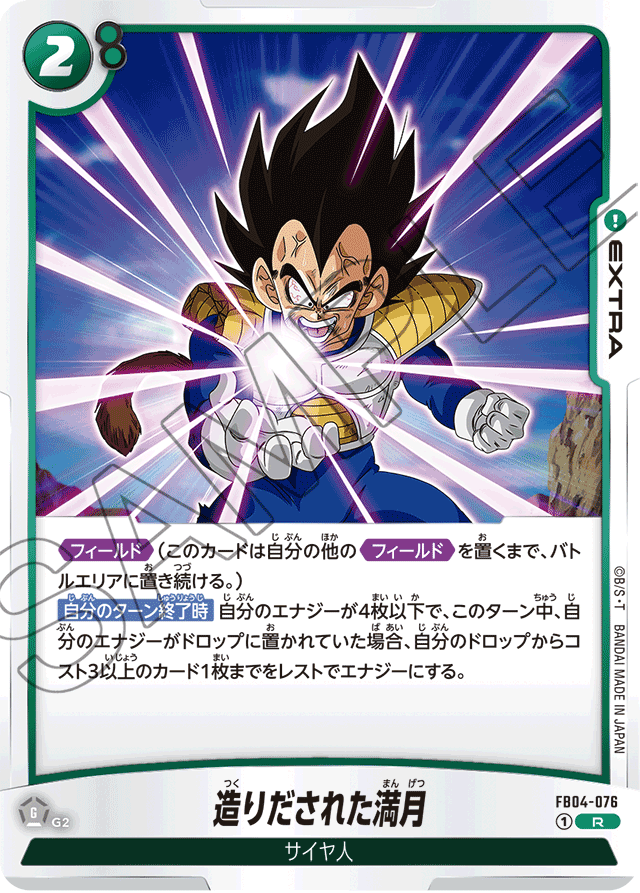 2
EXTRA
フィールド（このカードは自分の他のフィールドを置くまで、バト
ルエリアに置き続ける。）
自分のターン終了時 自分のエナジーが4枚以下で、このターン中、自
分のエナジーがドロップに置かれていた場合、自分のドロップからコ
スト3以上のカード1枚までをレストでエナジーにする。
SAMPLE
©B/S・T BANDAI MADE IN JAPAN
つく まん げつ
造りだされた満月
FB04-076
G G2
1 R
サイヤ人